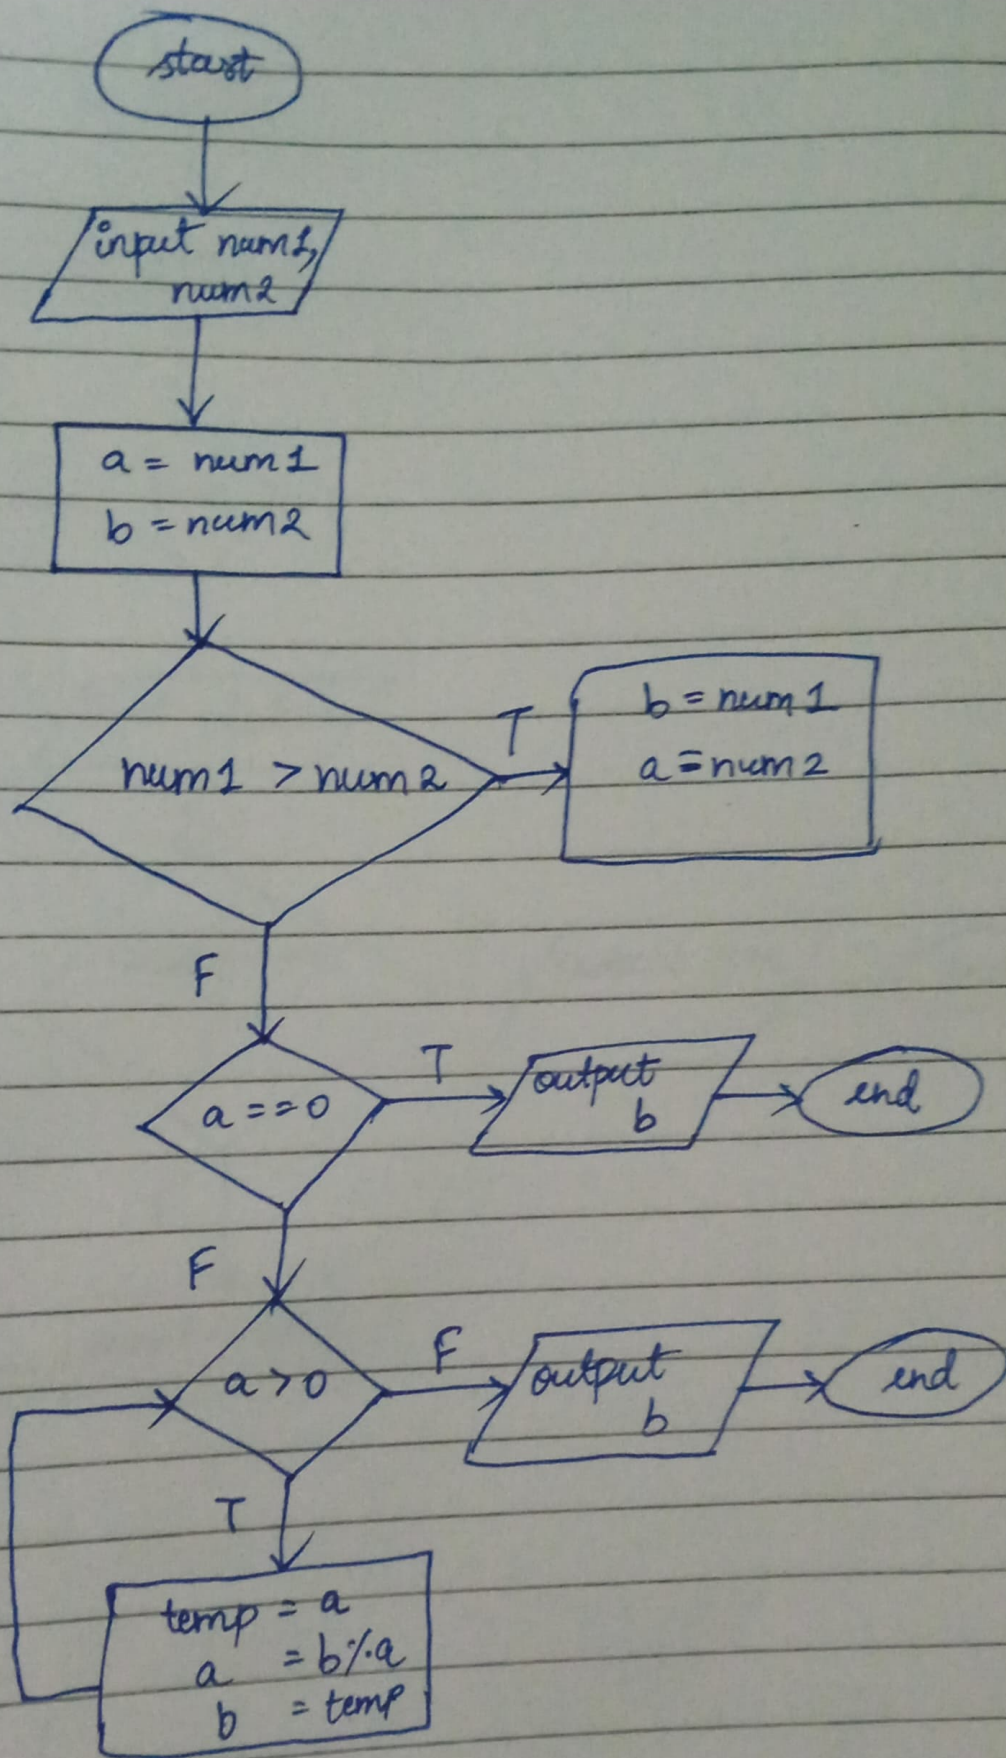 start
input num1,
num2
a = num1
b = num2
num1 > num2
T
b = num1
a = num2
F
a == 0
T
output
b
end
F
a > 0
F
output
b
end
T
temp = a
a = b % a
b = temp